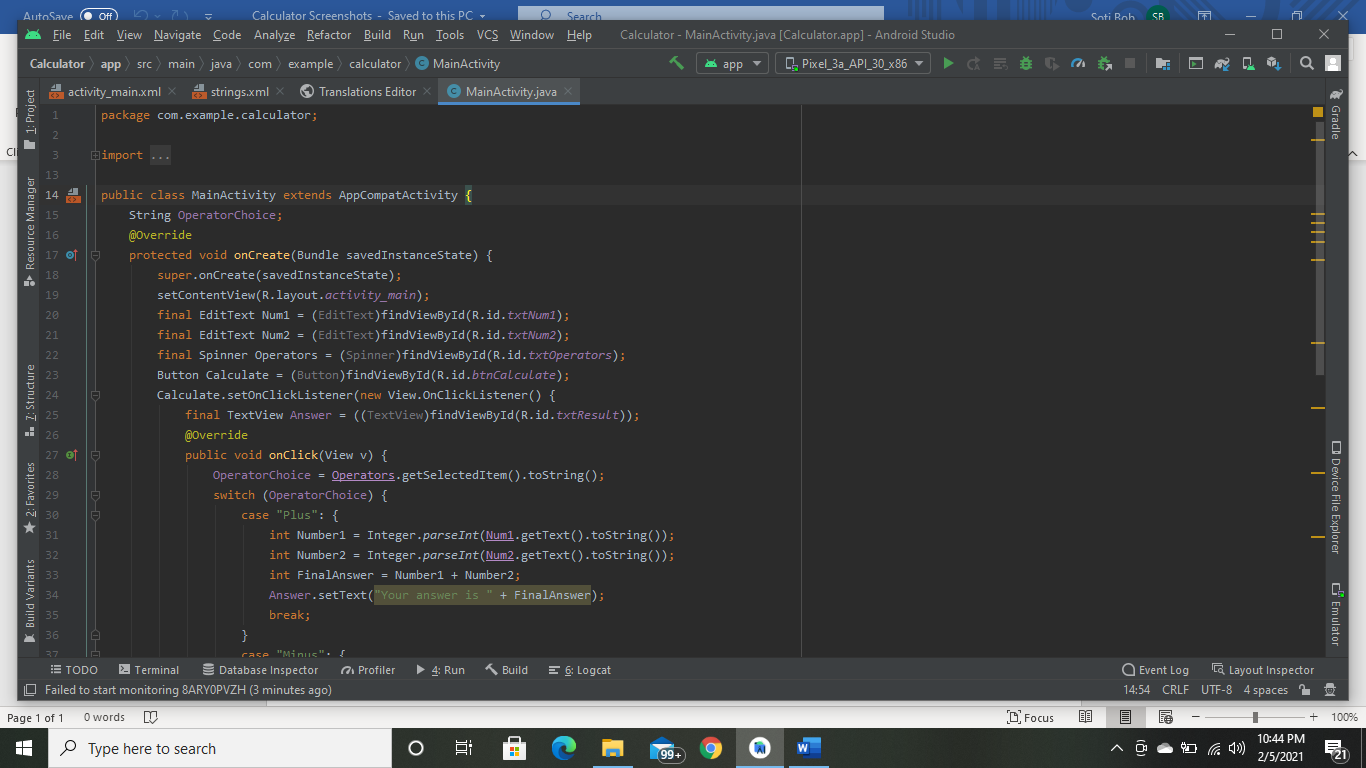 AutoSave Off Calculator Screenshots - Saved to this PC Search Soti Rob SB
File Edit View Navigate Code Analyze Refactor Build Run Tools VCS Window Help Calculator - MainActivity.java [Calculator.app] - Android Studio
Calculator app src main java com example calculator MainActivity app Pixel_3a_API_30_x86
activity_main.xml strings.xml Translations Editor MainActivity.java
1: Project
Resource Manager
7: Structure
2: Favorites
Build Variants
Gradle
Device File Explorer
Emulator
1 package com.example.calculator;
2
3 import ...
13
14 public class MainActivity extends AppCompatActivity {
15 String OperatorChoice;
16 @Override
17 protected void onCreate(Bundle savedInstanceState) {
18 super.onCreate(savedInstanceState);
19 setContentView(R.layout.activity_main);
20 final EditText Num1 = (EditText)findViewById(R.id.txtNum1);
21 final EditText Num2 = (EditText)findViewById(R.id.txtNum2);
22 final Spinner Operators = (Spinner)findViewById(R.id.txtOperators);
23 Button Calculate = (Button)findViewById(R.id.btnCalculate);
24 Calculate.setOnClickListener(new View.OnClickListener() {
25 final TextView Answer = ((TextView)findViewById(R.id.txtResult));
26 @Override
27 public void onClick(View v) {
28 OperatorChoice = Operators.getSelectedItem().toString();
29 switch (OperatorChoice) {
30 case "Plus": {
31 int Number1 = Integer.parseInt(Num1.getText().toString());
32 int Number2 = Integer.parseInt(Num2.getText().toString());
33 int FinalAnswer = Number1 + Number2;
34 Answer.setText("Your answer is " + FinalAnswer);
35 break;
36 }
37 case "Minus": {
TODO Terminal Database Inspector Profiler 4: Run Build 6: Logcat Event Log Layout Inspector
Failed to start monitoring 8ARY0PVZH (3 minutes ago) 14:54 CRLF UTF-8 4 spaces
Page 1 of 1 0 words Focus 100%
Type here to search 99+ 10:44 PM
2/5/2021 21